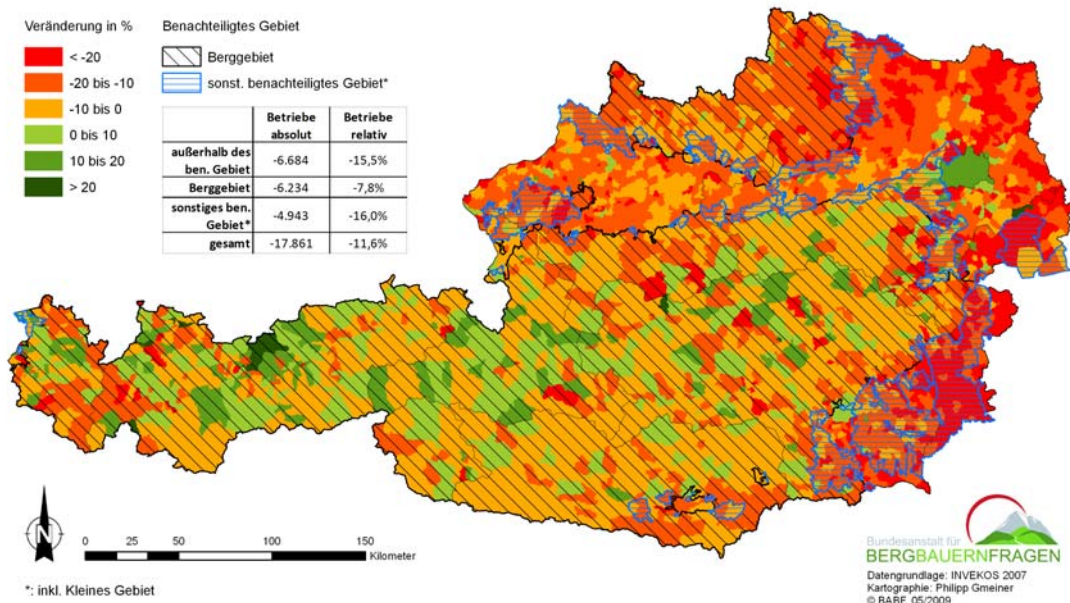 Veränderung in %
< -20
-20 bis -10
-10 bis 0
0 bis 10
10 bis 20
> 20
Benachteiligtes Gebiet
Berggebiet
sonst. benachteiligtes Gebiet*
Betriebe absolut
Betriebe relativ
außerhalb des ben. Gebiet -6.684 -15,5%
Berggebiet -6.234 -7,8%
sonstiges ben. Gebiet* -4.943 -16,0%
gesamt -17.861 -11,6%
N
0 25 50 100 150
Kilometer
*: inkl. Kleines Gebiet
Bundesanstalt für
BERGBAUERNFRAGEN
Datengrundlage: INVEKOS 2007
Kartographie: Philipp Gmeiner
© BABF, 05/2009